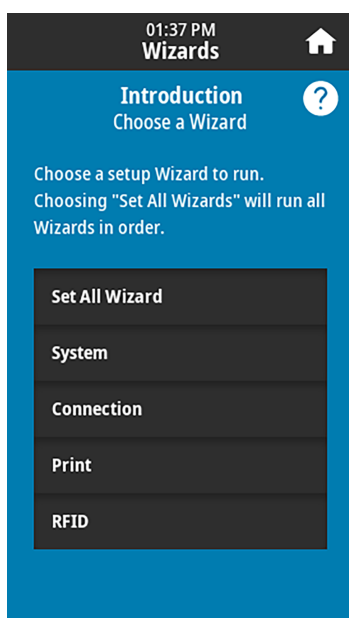 01:37 PM
Wizards
Introduction
?
Choose a Wizard
Choose a setup Wizard to run.
Choosing "Set All Wizards" will run all
Wizards in order.
Set All Wizard
System
Connection
Print
RFID